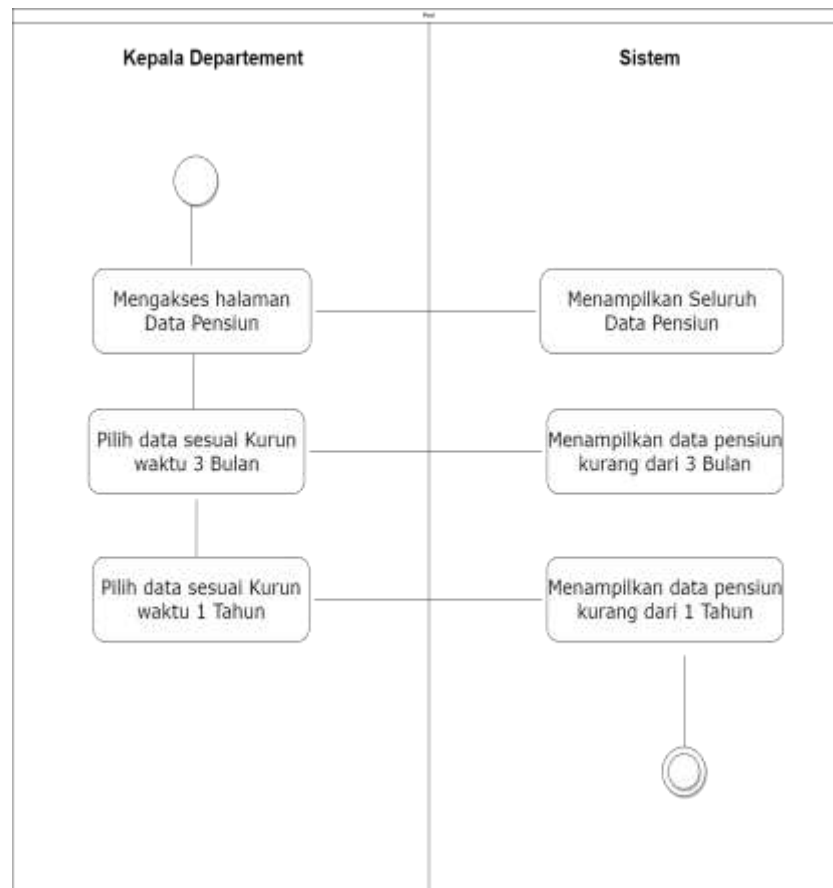 Pool
Kepala Departement
Sistem
Mengakses halaman
Data Pensiun
Menampilkan Seluruh
Data Pensiun
Pilih data sesuai Kurun
waktu 3 Bulan
Menampilkan data pensiun
kurang dari 3 Bulan
Pilih data sesuai Kurun
waktu 1 Tahun
Menampilkan data pensiun
kurang dari 1 Tahun